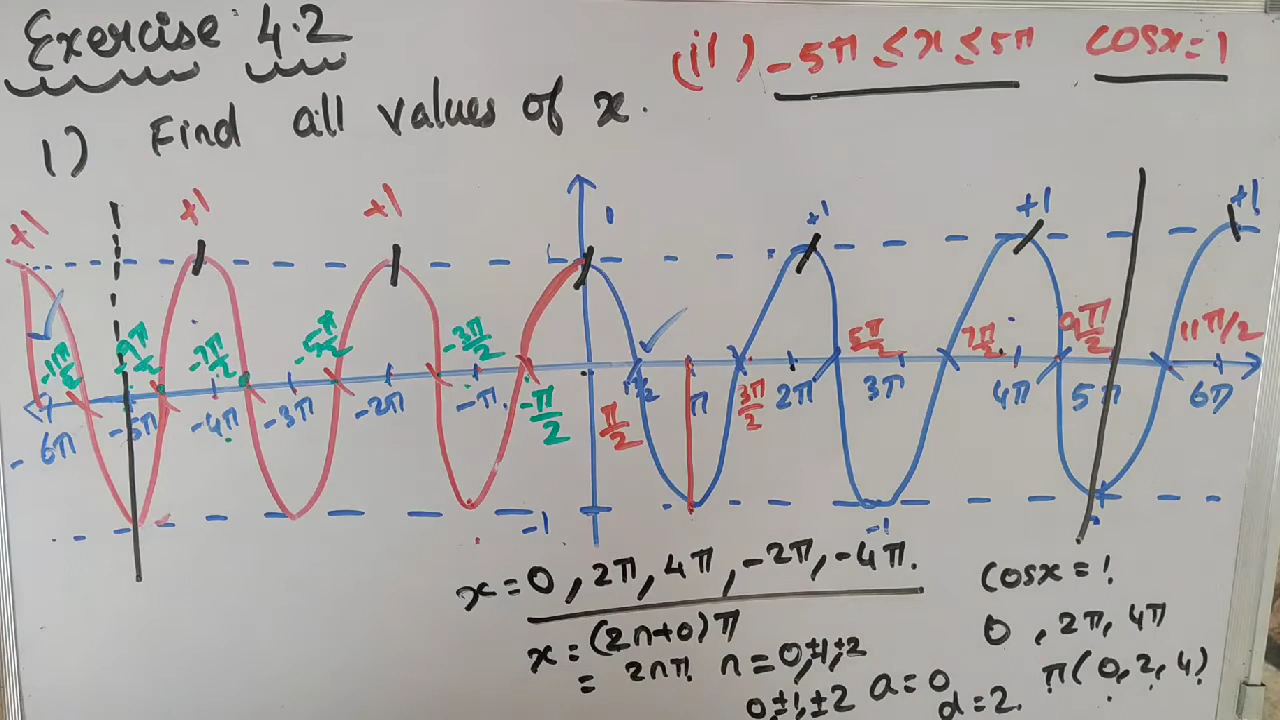 Exercise 4.2
(ii) -5π ≤ x ≤ 5π cosx = 1
1) Find all values of x.
+1 +1 +1 1 +1 +1 +1
-11π/2 -9π/2 -7π/2 -5π/2 -3π/2 -π/2 π/2 π/2 3π/2 5π/2 7π/2 9π/2 11π/2
-6π -5π -4π -3π -2π -π π 2π 3π 4π 5π 6π
-1 -1
x = 0, 2π, 4π, -2π, -4π.
x = (2n+0)π
= 2nπ n = 0, ±1, ±2
0, ±1, ±2
cosx = 1
0, 2π, 4π
π(0, 2, 4)
a = 0
d = 2.